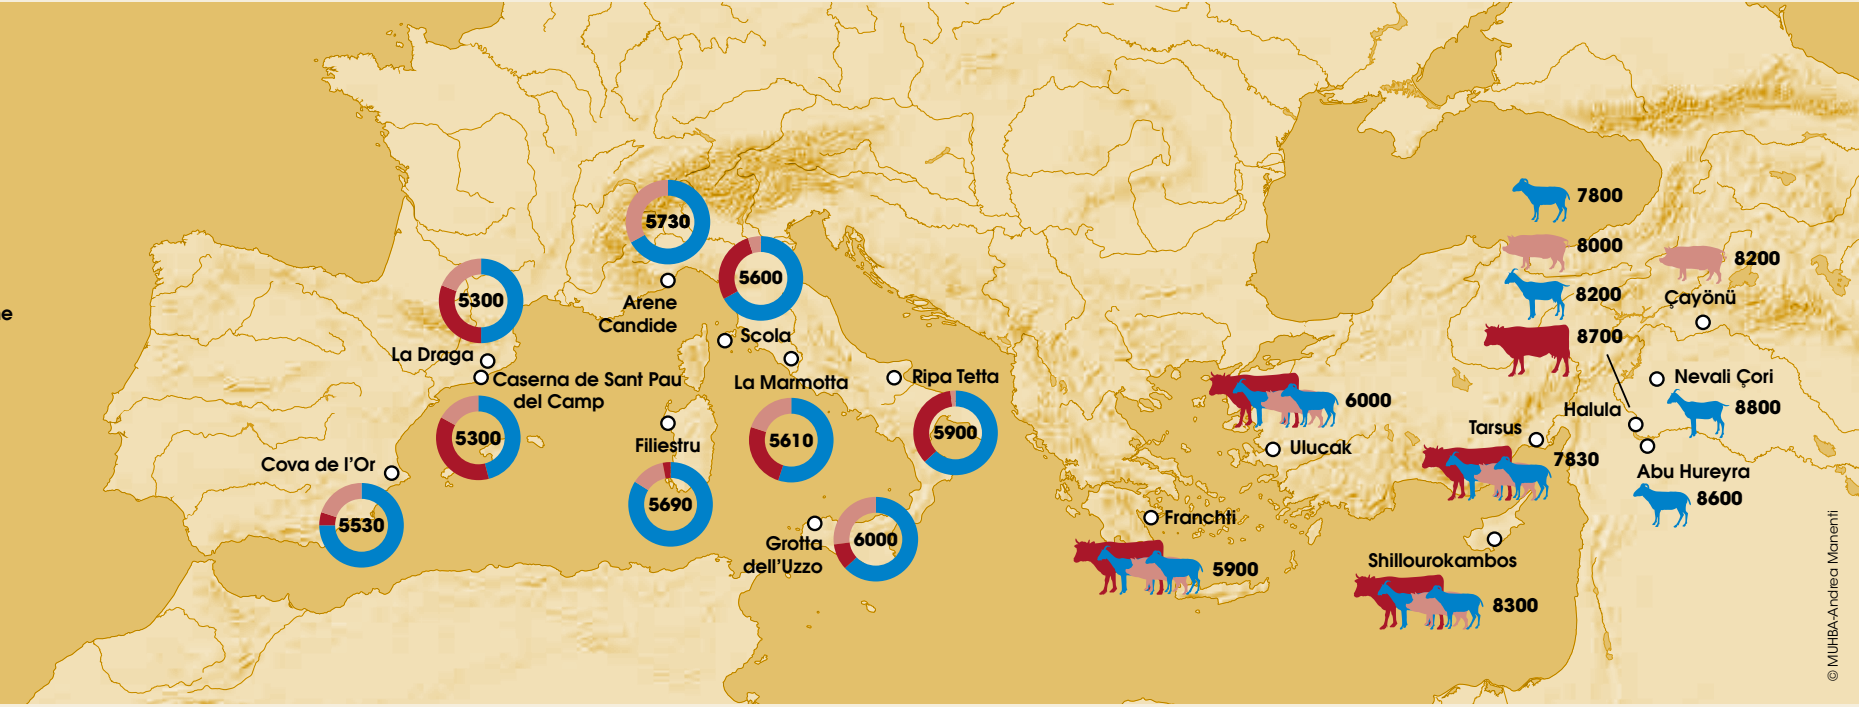 5730
5300
5600
Arene
Candide
Scola
La Draga
Caserna de Sant Pau
del Camp
5300
La Marmotta
5610
Ripa Tetta
5900
Filiestru
5690
Cova de l'Or
5530
Grotta
dell'Uzzo
6000
7800
8000
8200
8700
8200
Çayönü
Nevali Çori
8800
Halula
Abu Hureyra
8600
Tarsus
7830
6000
Ulucak
Franchti
5900
Shillourokambos
8300
© MUHBA-Andrea Manenti